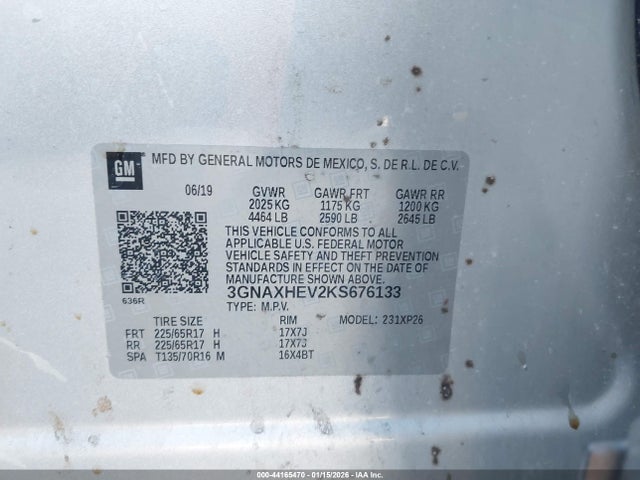 GM
MFD BY GENERAL MOTORS DE MEXICO, S. DE R.L. DE C.V.
06/19 GVWR GAWR FRT GAWR RR
2025 KG 1175 KG 1200 KG
4464 LB 2590 LB 2645 LB
THIS VEHICLE CONFORMS TO ALL
APPLICABLE U.S. FEDERAL MOTOR
VEHICLE SAFETY AND THEFT PREVENTION
STANDARDS IN EFFECT ON THE DATE OF
MANUFACTURE SHOWN ABOVE.
3GNAXHEV2KS676133
636R TYPE: M.P.V.
TIRE SIZE RIM MODEL: 231XP26
FRT 225/65R17 H 17X7J
RR 225/65R17 H 17X7J
SPA T135/70R16 M 16X4BT
000-44165470 01/15/2026 - IAA Holdings, LLC.